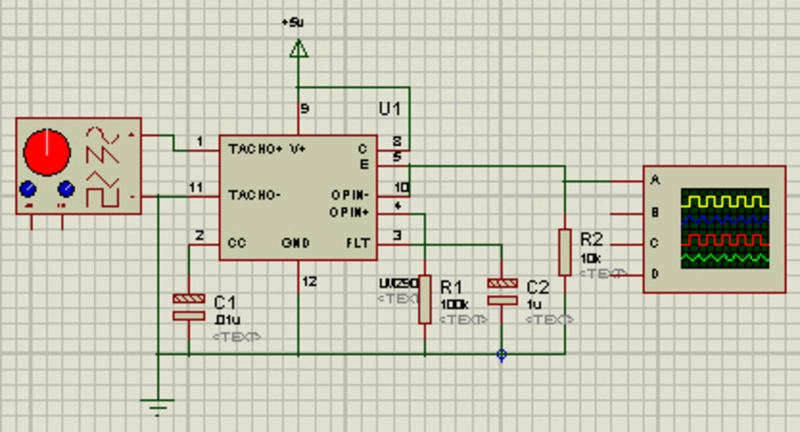 +5v
U1
9
1
TACHO+ V+
C
8
E
5
11
TACHO-
OPIN-
10
OPIN+
4
2
CC
GND
FLT
3
12
C1
.01u
<TEXT>
R1
100k
<TEXT>
<TEXT>
C2
1u
<TEXT>
R2
10k
<TEXT>
A
B
C
D